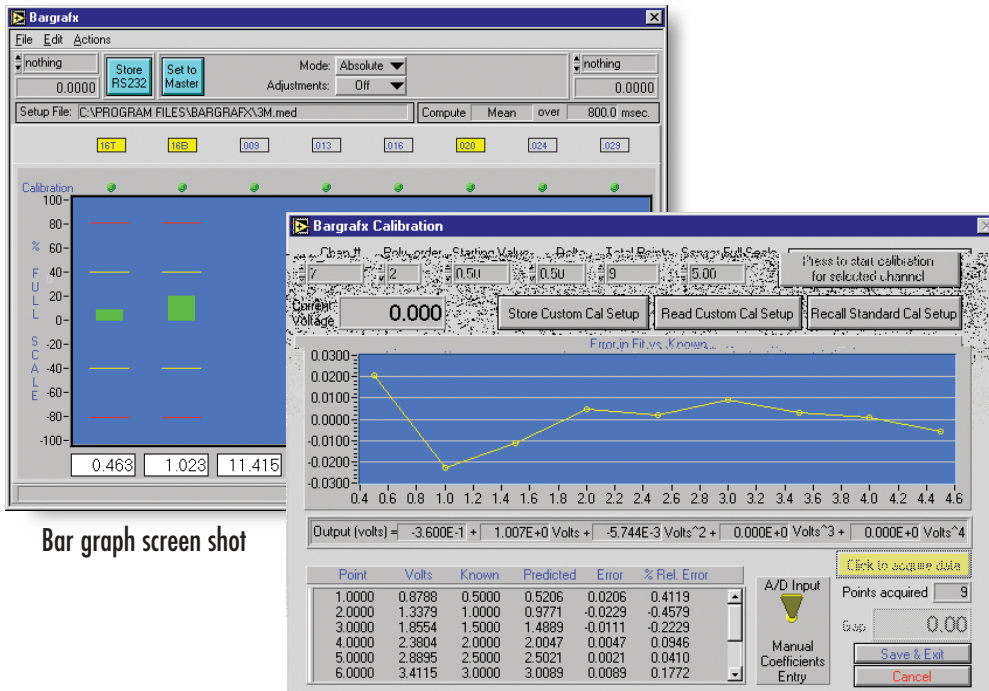 Bargrafx
File Edit Actions
nothing
0.0000
Store RS232
Set to Master
Mode: Absolute
Adjustments: Off
nothing
0.0000
Setup File: C:\PROGRAM FILES\BARGRAFX\3M.med
Compute Mean over 800.0 msec.
16T 16B .009 .013 .016 .020 .024 .029
Calibration
% FULL SCALE
100
80
60
40
20
0
-20
-40
-60
-80
-100
0.463 1.023 11.415
Bar graph screen shot
Bargrafx Calibration
Chan # Poly order Starting Value Delta Total Points Sensor Full Scale
7 2 0.50 0.50 9 5.00
Press to start calibration
for selected channel
Current Voltage 0.000
Store Custom Cal Setup
Read Custom Cal Setup
Recall Standard Cal Setup
Error in Fit vs. Known
0.0300
0.0200
0.0100
0.0000
-0.0100
-0.0200
-0.0300
0.4 0.6 0.8 1.0 1.2 1.4 1.6 1.8 2.0 2.2 2.4 2.6 2.8 3.0 3.2 3.4 3.6 3.8 4.0 4.2 4.4 4.6
Output (volts) = -3.600E-1 + 1.007E+0 Volts + -5.744E-3 Volts^2 + 0.000E+0 Volts^3 + 0.000E+0 Volts^4
Point Volts Known Predicted Error % Rel. Error
1.0000 0.8788 0.5000 0.5206 0.0206 0.4119
2.0000 1.3379 1.0000 0.9771 -0.0229 -0.4579
3.0000 1.8554 1.5000 1.4889 -0.0111 -0.2229
4.0000 2.3804 2.0000 2.0047 0.0047 0.0946
5.0000 2.8895 2.5000 2.5021 0.0021 0.0410
6.0000 3.4115 3.0000 3.0089 0.0089 0.1772
A/D Input
Manual
Coefficients
Entry
Click to acquire data
Points acquired 9
Gap 0.00
Save & Exit
Cancel